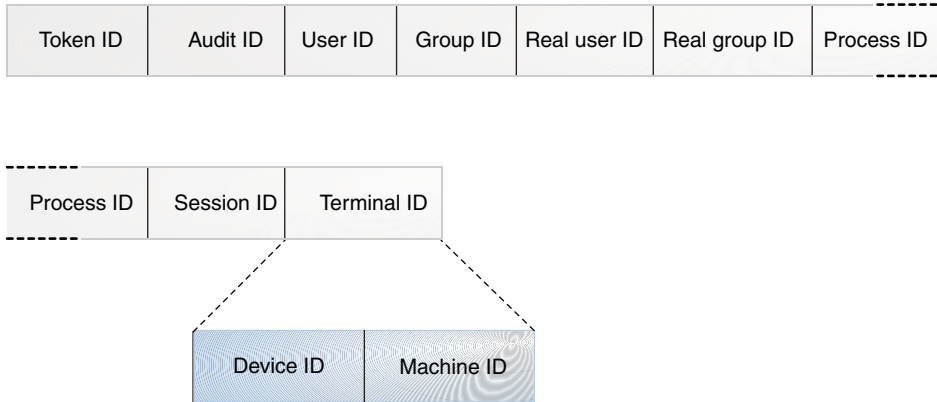 Token ID Audit ID User ID Group ID Real user ID Real group ID Process ID
Process ID Session ID Terminal ID
Device ID Machine ID